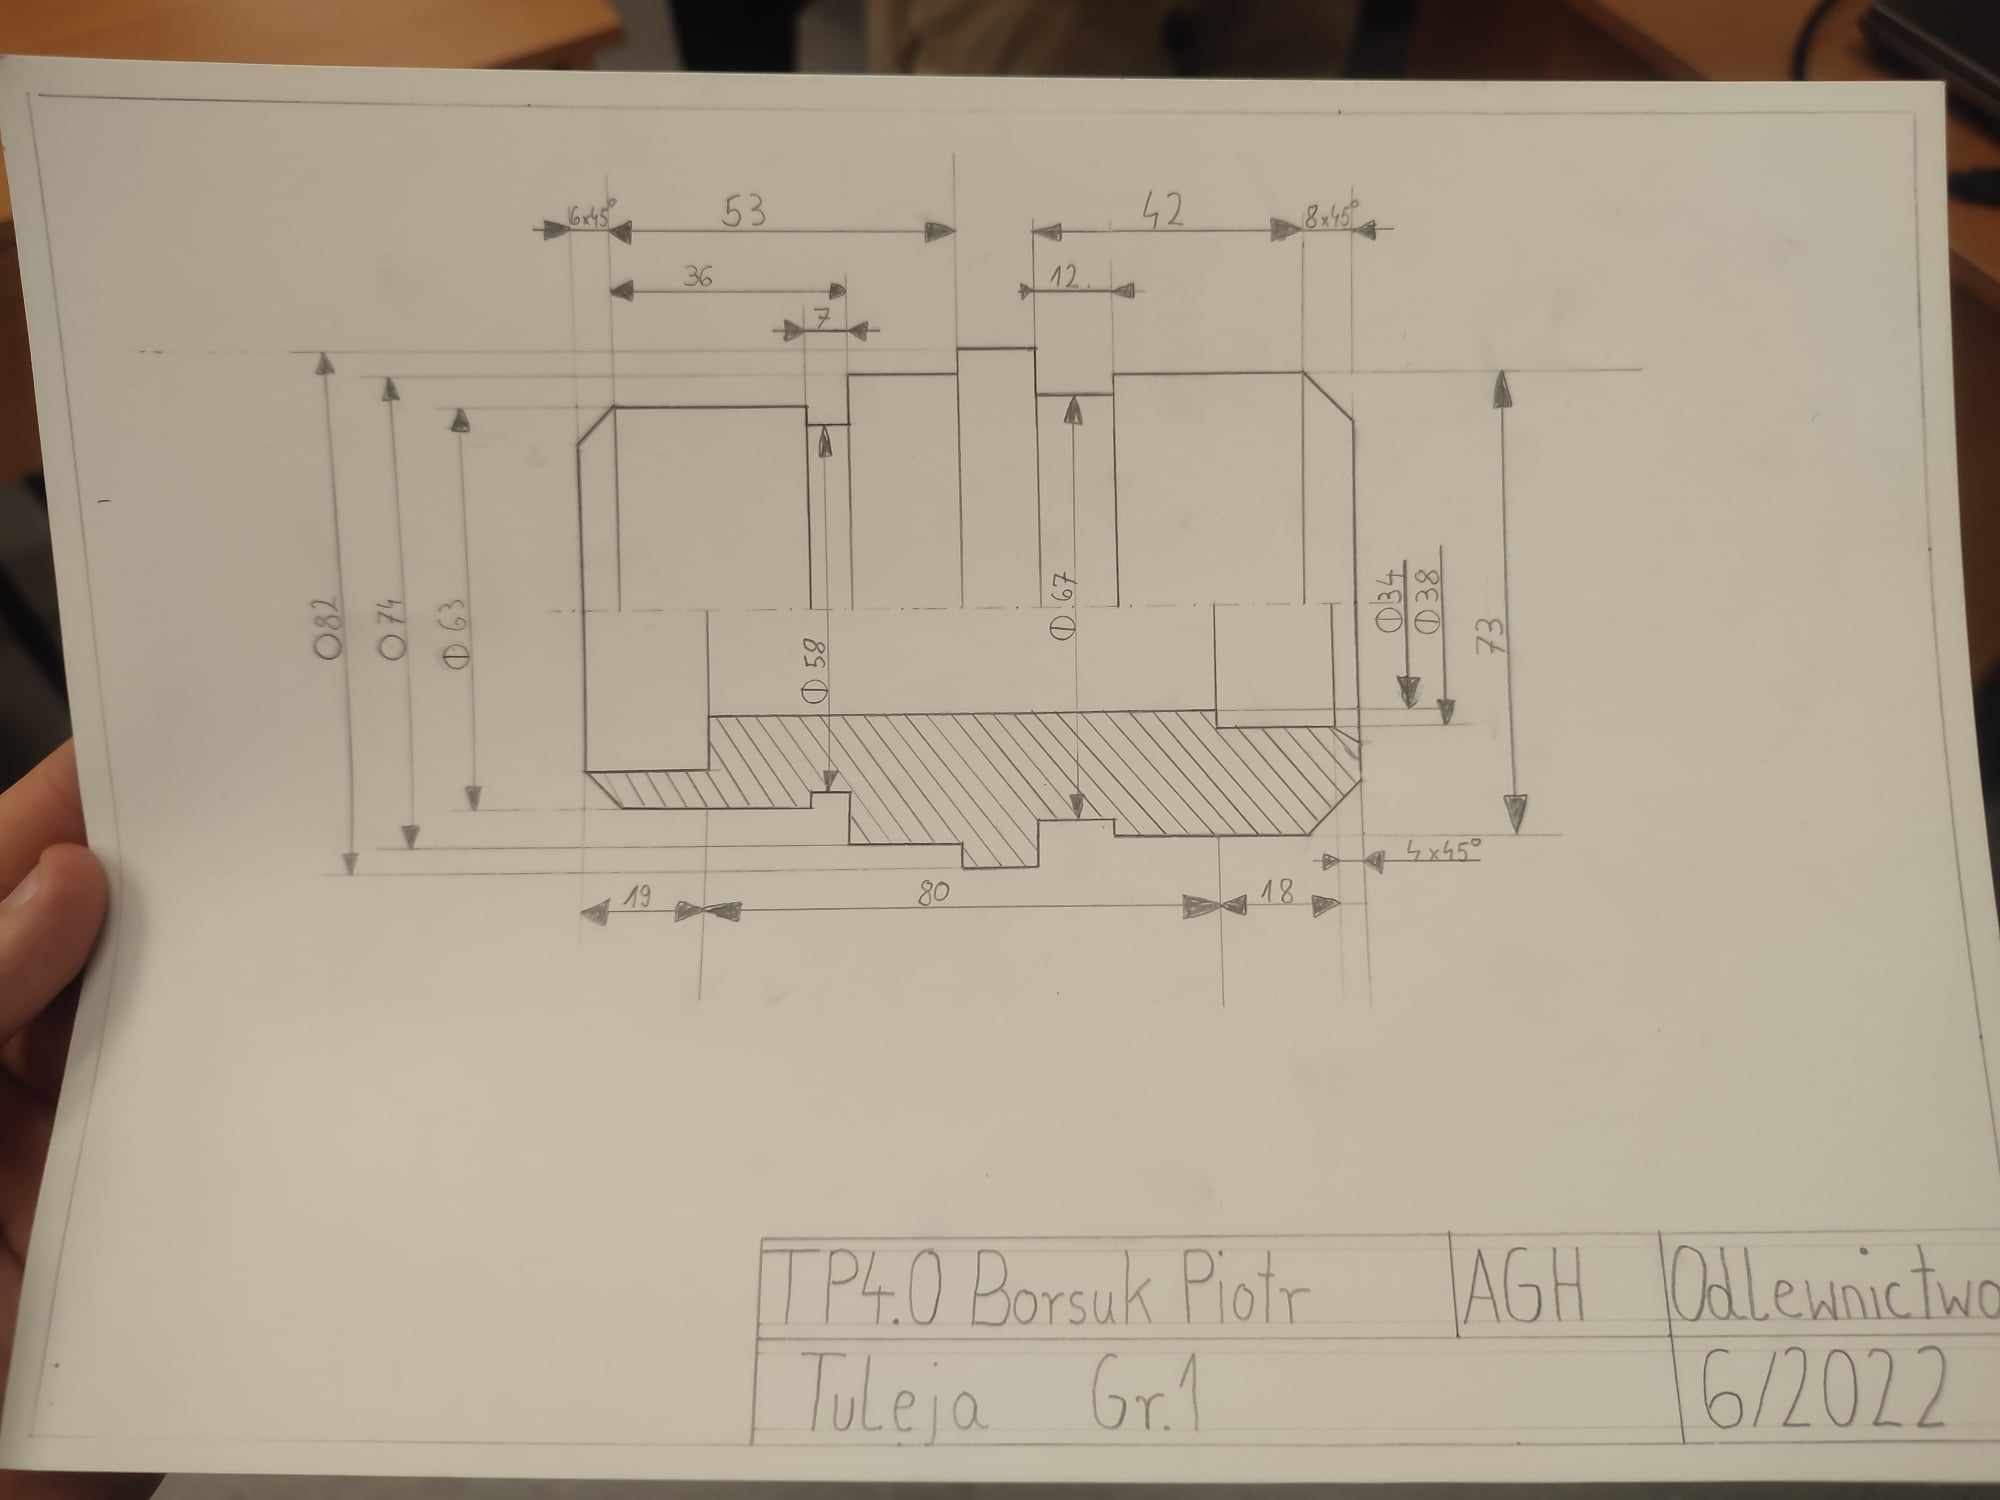 6x45° 53 42 8x45°
36 12
7
Ø82 Ø74 Ø63 Ø58 Ø67 Ø34 Ø38 73
4x45°
19 80 18
TP4.0 Borsuk Piotr AGH Odlewnictwo
Tuleja Gr.1 6/2022